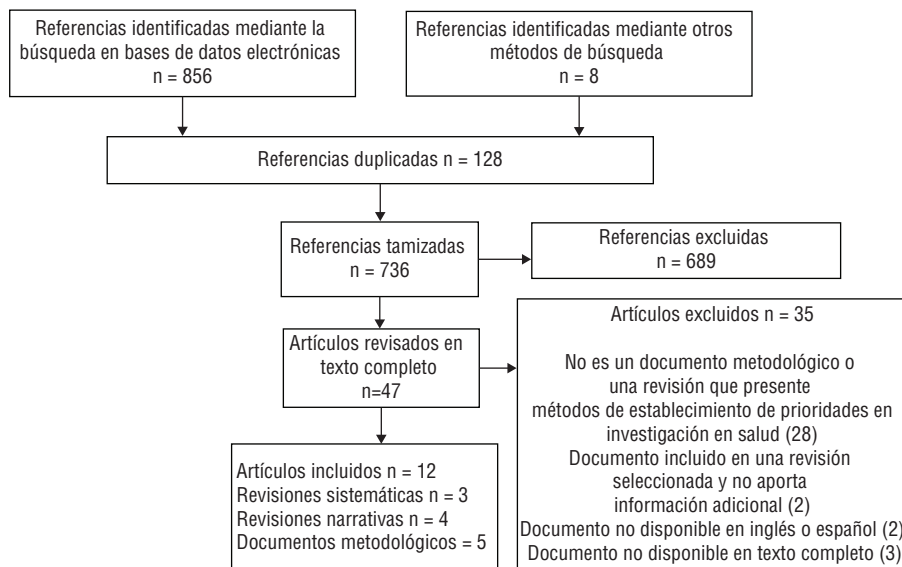 Referencias identificadas mediante la
búsqueda en bases de datos electrónicas
n = 856
Referencias identificadas mediante otros
métodos de búsqueda
n = 8
Referencias duplicadas n = 128
Referencias tamizadas
n = 736
Referencias excluidas
n = 689
Artículos revisados en
texto completo
n=47
Artículos excluidos n = 35
No es un documento metodológico o
una revisión que presente
métodos de establecimiento de prioridades en
investigación en salud (28)
Documento incluido en una revisión
seleccionada y no aporta
información adicional (2)
Documento no disponible en inglés o español (2)
Documento no disponible en texto completo (3)
Artículos incluidos n = 12
Revisiones sistemáticas n = 3
Revisiones narrativas n = 4
Documentos metodológicos = 5